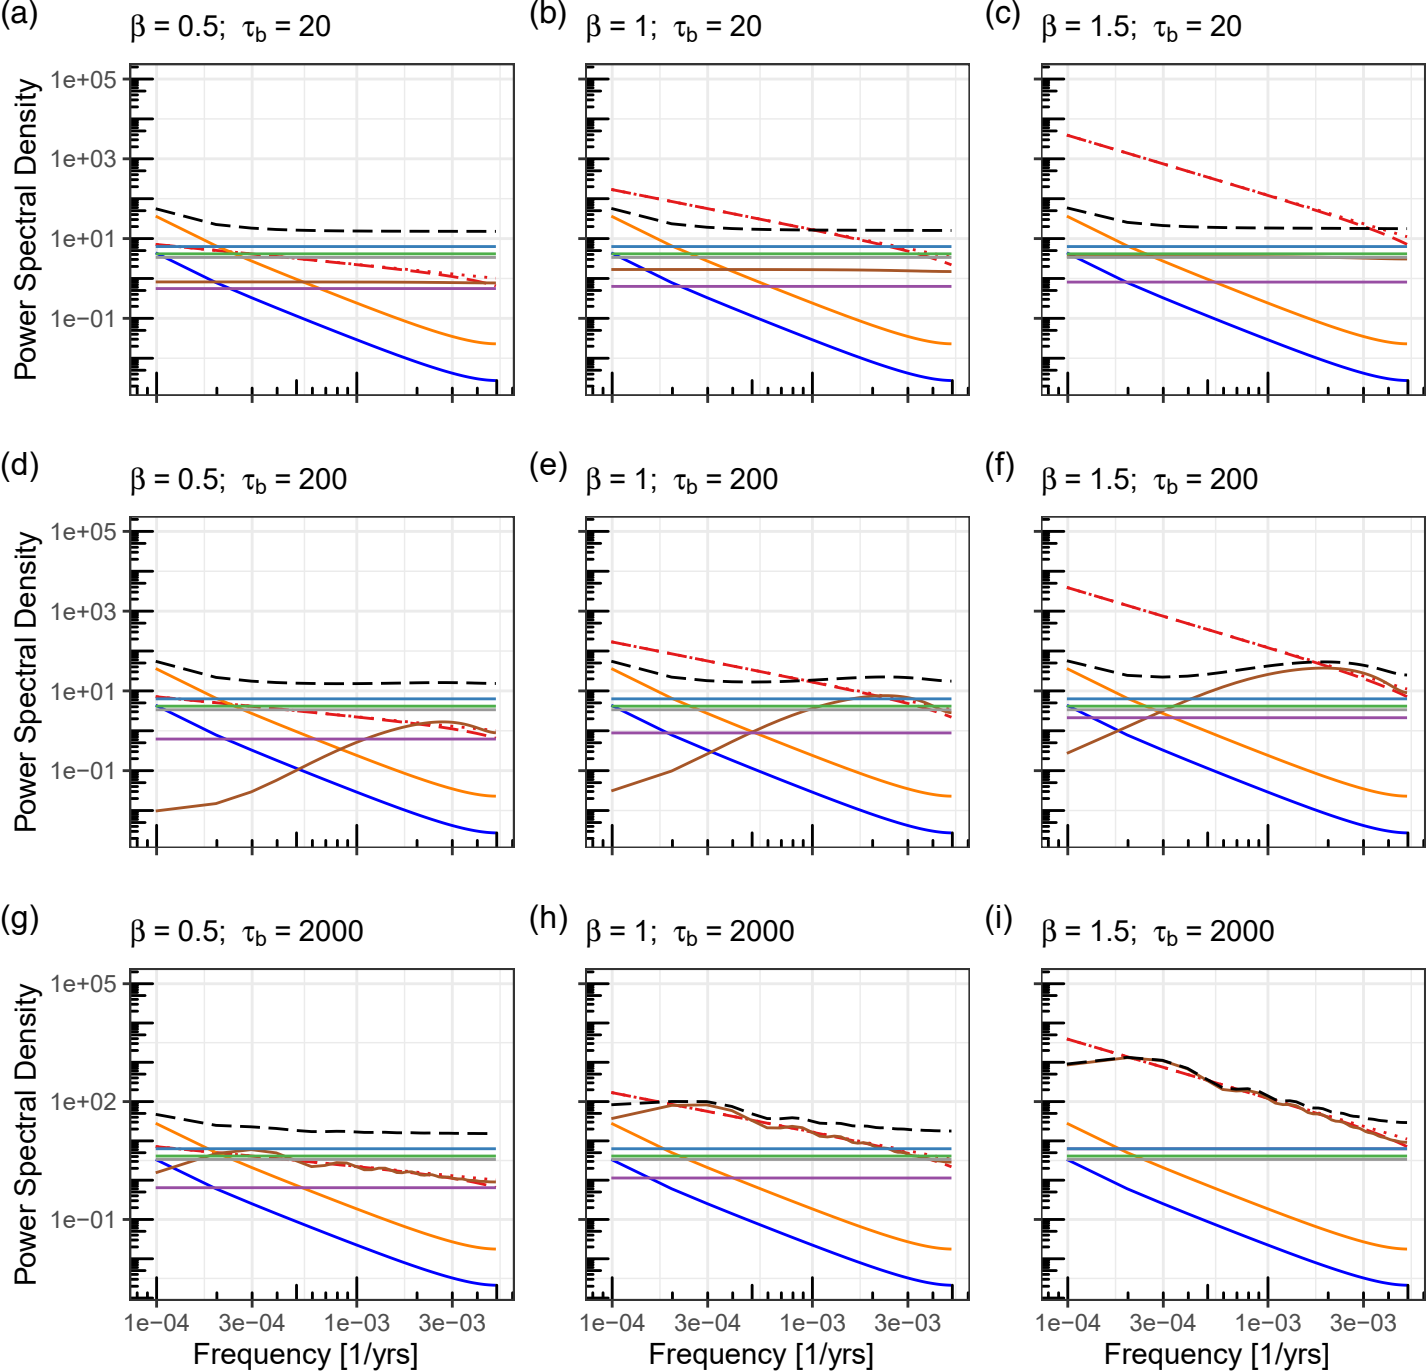 (a) β = 0.5; τb = 20
(b) β = 1; τb = 20
(c) β = 1.5; τb = 20
Power Spectral Density
1e+05
1e+03
1e+01
1e−01
(d) β = 0.5; τb = 200
(e) β = 1; τb = 200
(f) β = 1.5; τb = 200
Power Spectral Density
1e+05
1e+03
1e+01
1e−01
(g) β = 0.5; τb = 2000
(h) β = 1; τb = 2000
(i) β = 1.5; τb = 2000
Power Spectral Density
1e+05
1e+02
1e−01
1e−04 3e−04 1e−03 3e−03
1e−04 3e−04 1e−03 3e−03
1e−04 3e−04 1e−03 3e−03
Frequency [1/yrs]
Frequency [1/yrs]
Frequency [1/yrs]